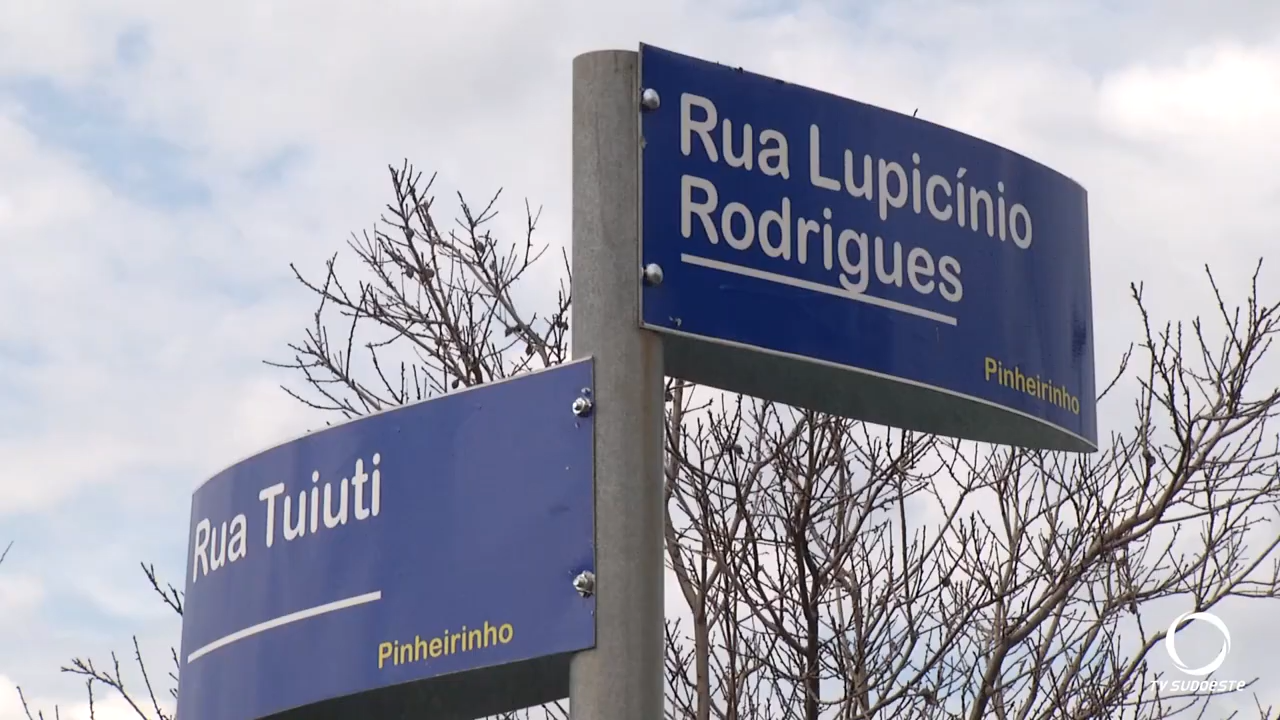 Rua Lupicínio
Rodrigues
Pinheirinho
Rua Tuiuti
Pinheirinho
TV SUDOESTE